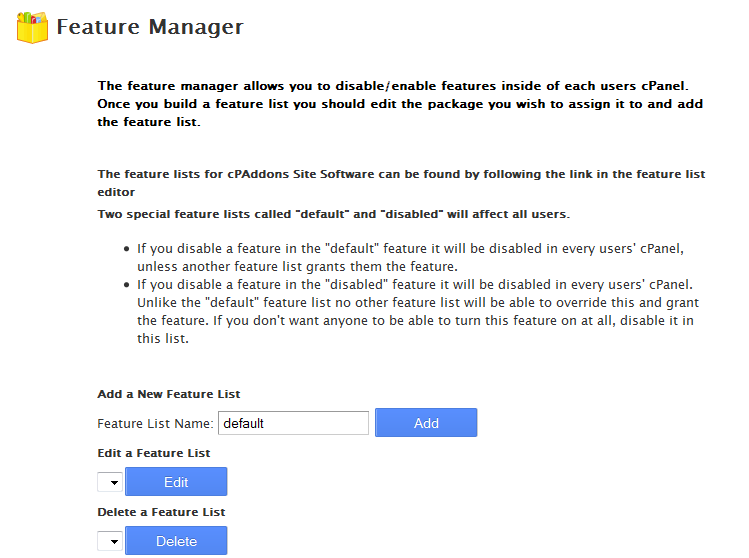 Feature Manager
The feature manager allows you to disable/enable features inside of each users cPanel.
Once you build a feature list you should edit the package you wish to assign it to and add
the feature list.
The feature lists for cPAddons Site Software can be found by following the link in the feature list
editor
Two special feature lists called "default" and "disabled" will affect all users.
• If you disable a feature in the "default" feature it will be disabled in every users' cPanel,
unless another feature list grants them the feature.
• If you disable a feature in the "disabled" feature it will be disabled in every users' cPanel.
Unlike the "default" feature list no other feature list will be able to override this and grant
the feature. If you don't want anyone to be able to turn this feature on at all, disable it in
this list.
Add a New Feature List
Feature List Name: default Add
Edit a Feature List
Edit
Delete a Feature List
Delete